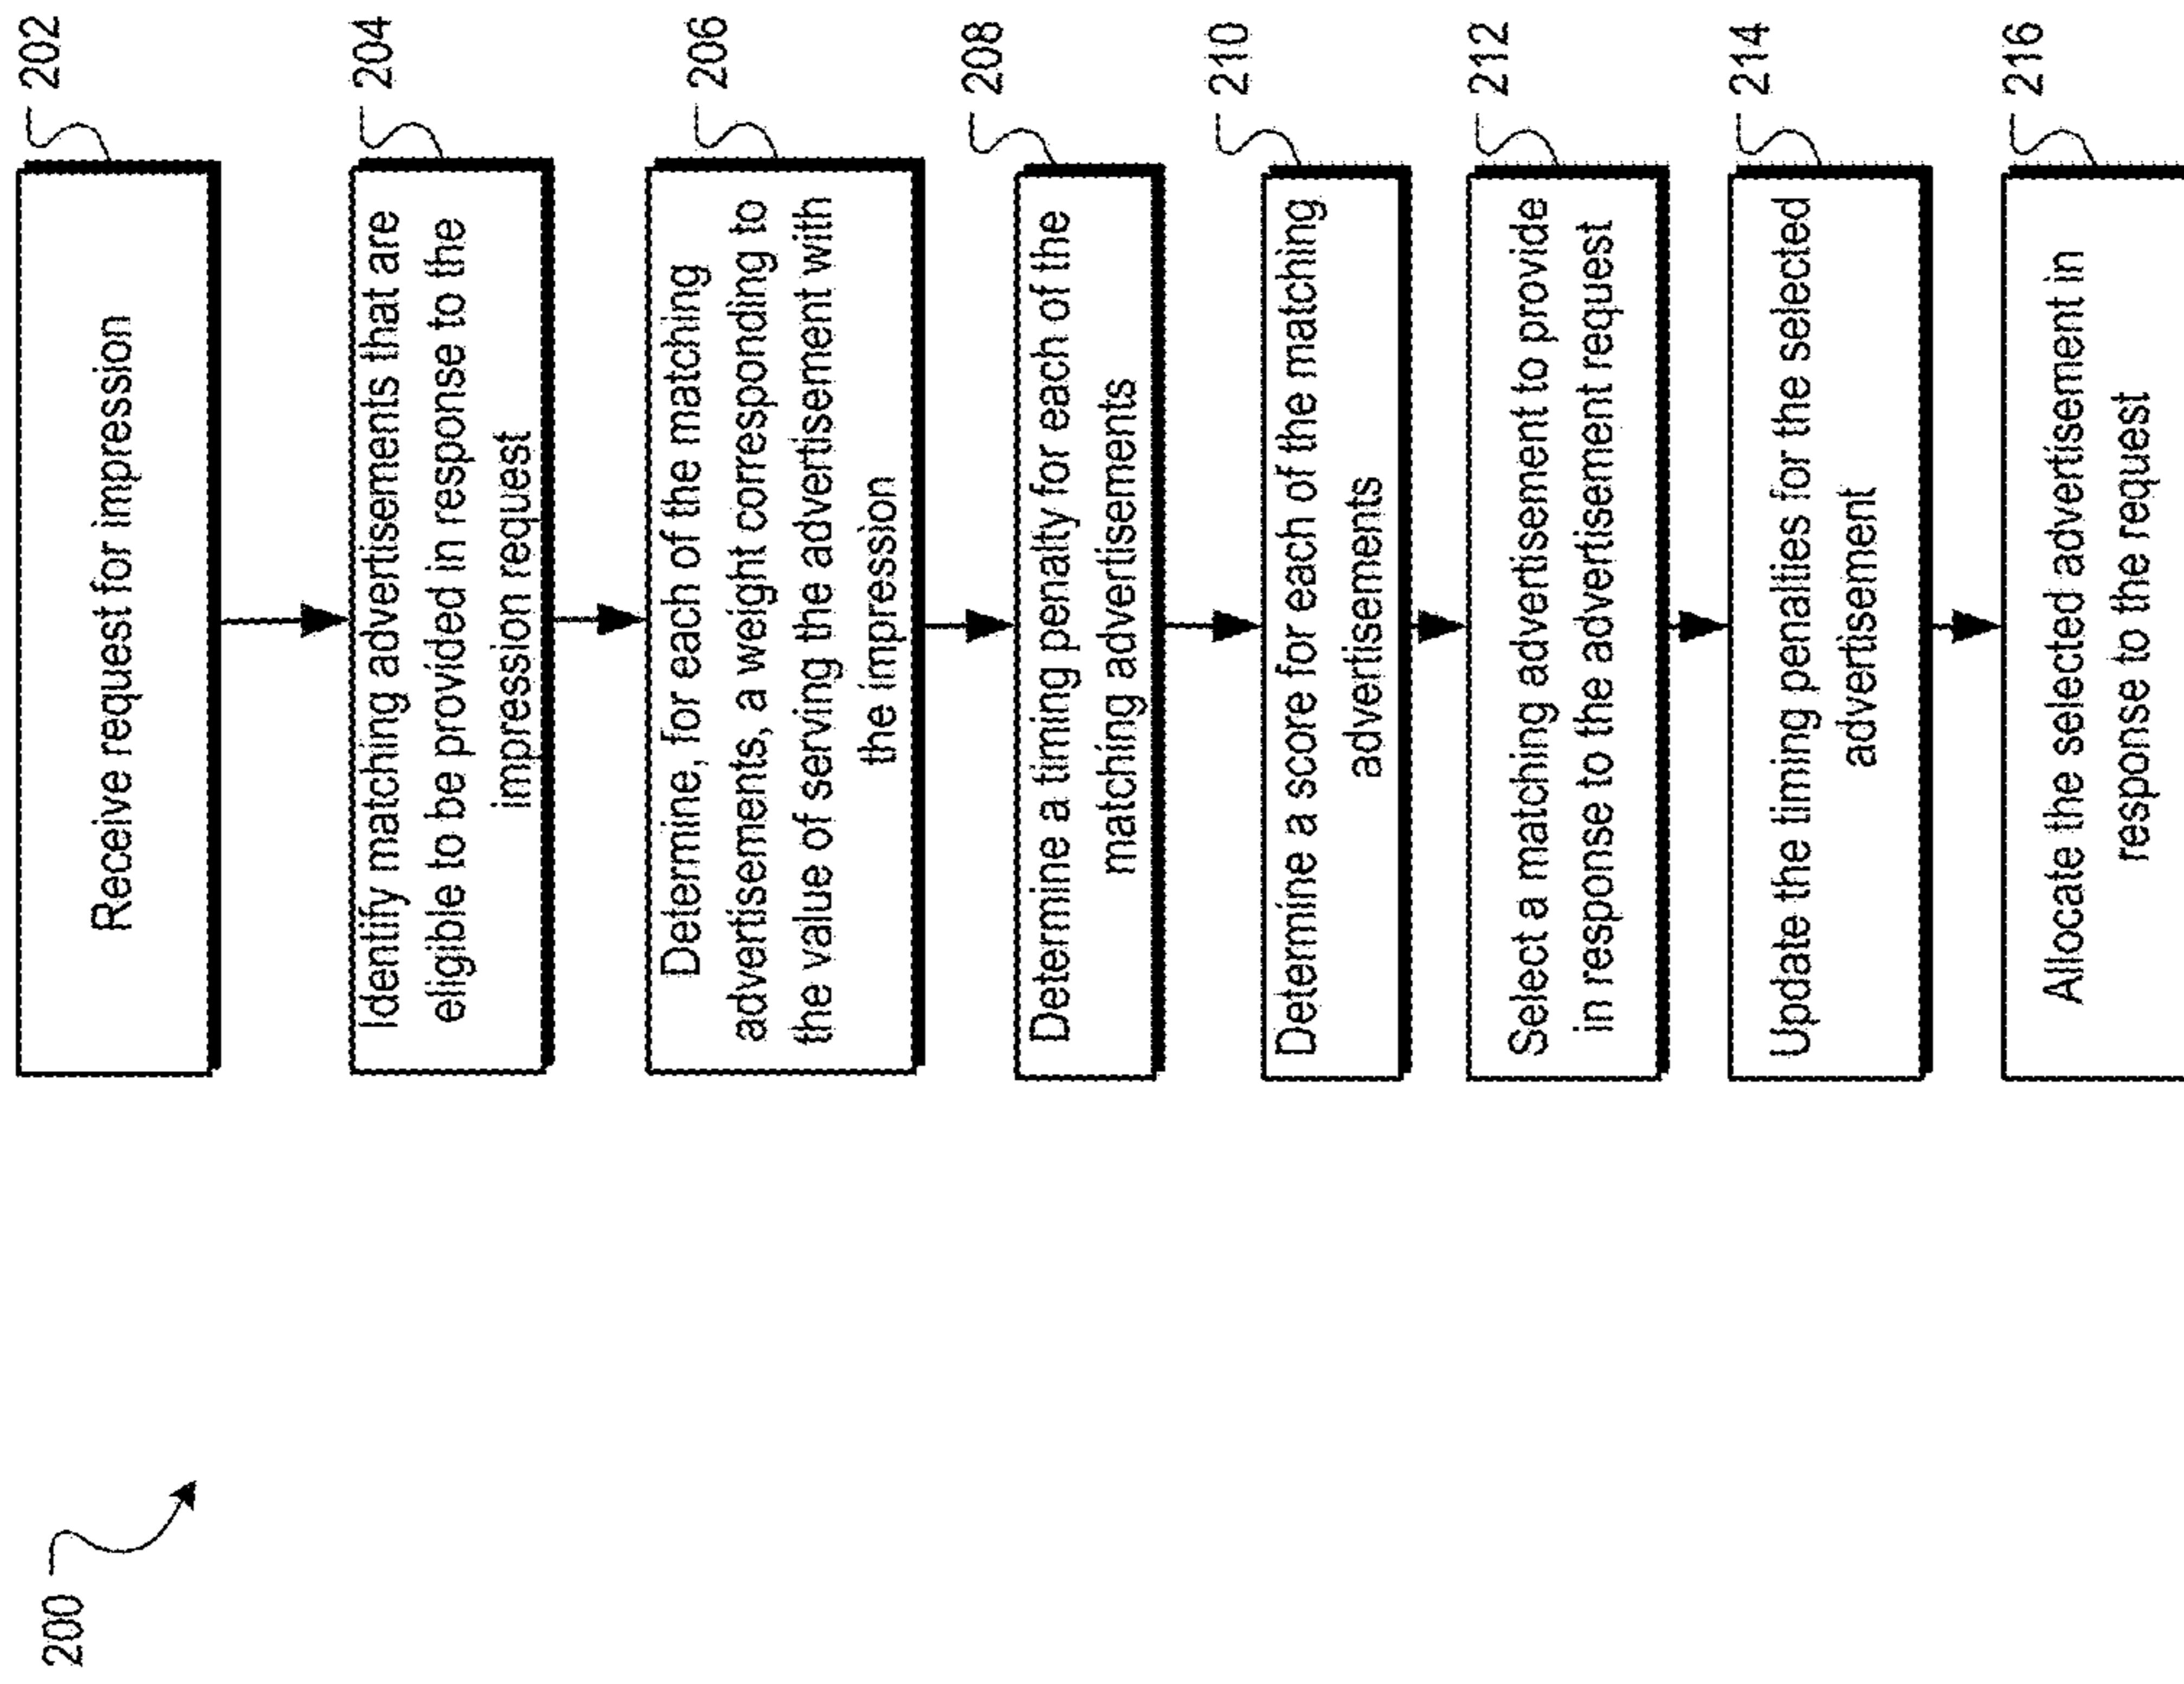 200
202
Receive request for impression
204
Identify matching advertisements that are
eligible to be provided in response to the
impression request
206
Determine, for each of the matching
advertisements, a weight corresponding to
the value of serving the advertisement with
the impression
208
Determine a timing penalty for each of the
matching advertisements
210
Determine a score for each of the matching
advertisements
212
Select a matching advertisement to provide
in response to the advertisement request
214
Update the timing penalties for the selected
advertisement
216
Allocate the selected advertisement in
response to the request